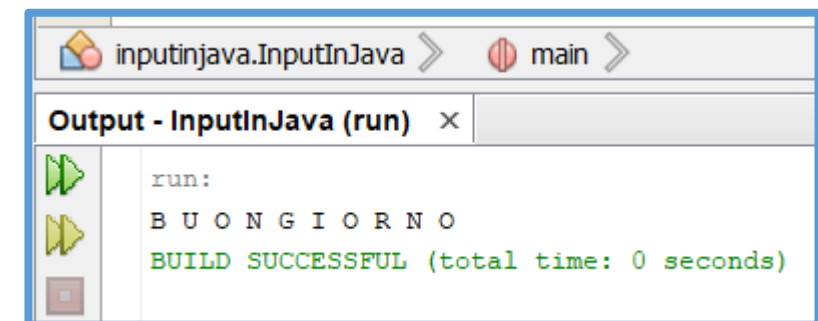 inputinjava.InputInJava main
Output - InputInJava (run) ×
run:
B U O N G I O R N O
BUILD SUCCESSFUL (total time: 0 seconds)